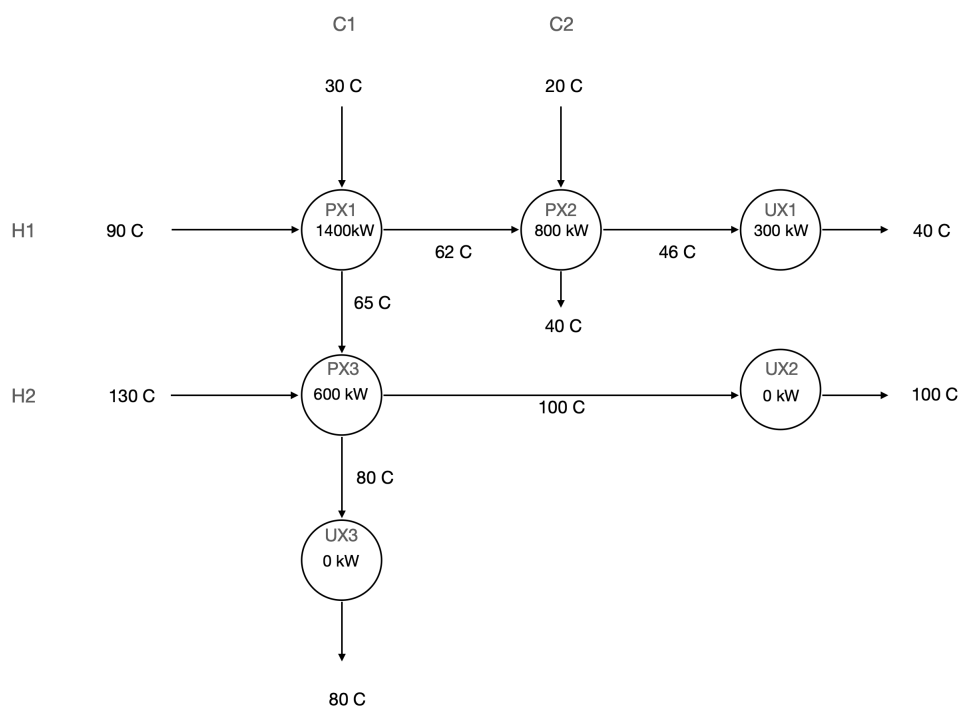 C1
C2
30 C
20 C
H1
90 C
PX1
1400kW
62 C
PX2
800 kW
46 C
UX1
300 kW
40 C
65 C
40 C
H2
130 C
PX3
600 kW
100 C
UX2
0 kW
100 C
80 C
UX3
0 kW
80 C